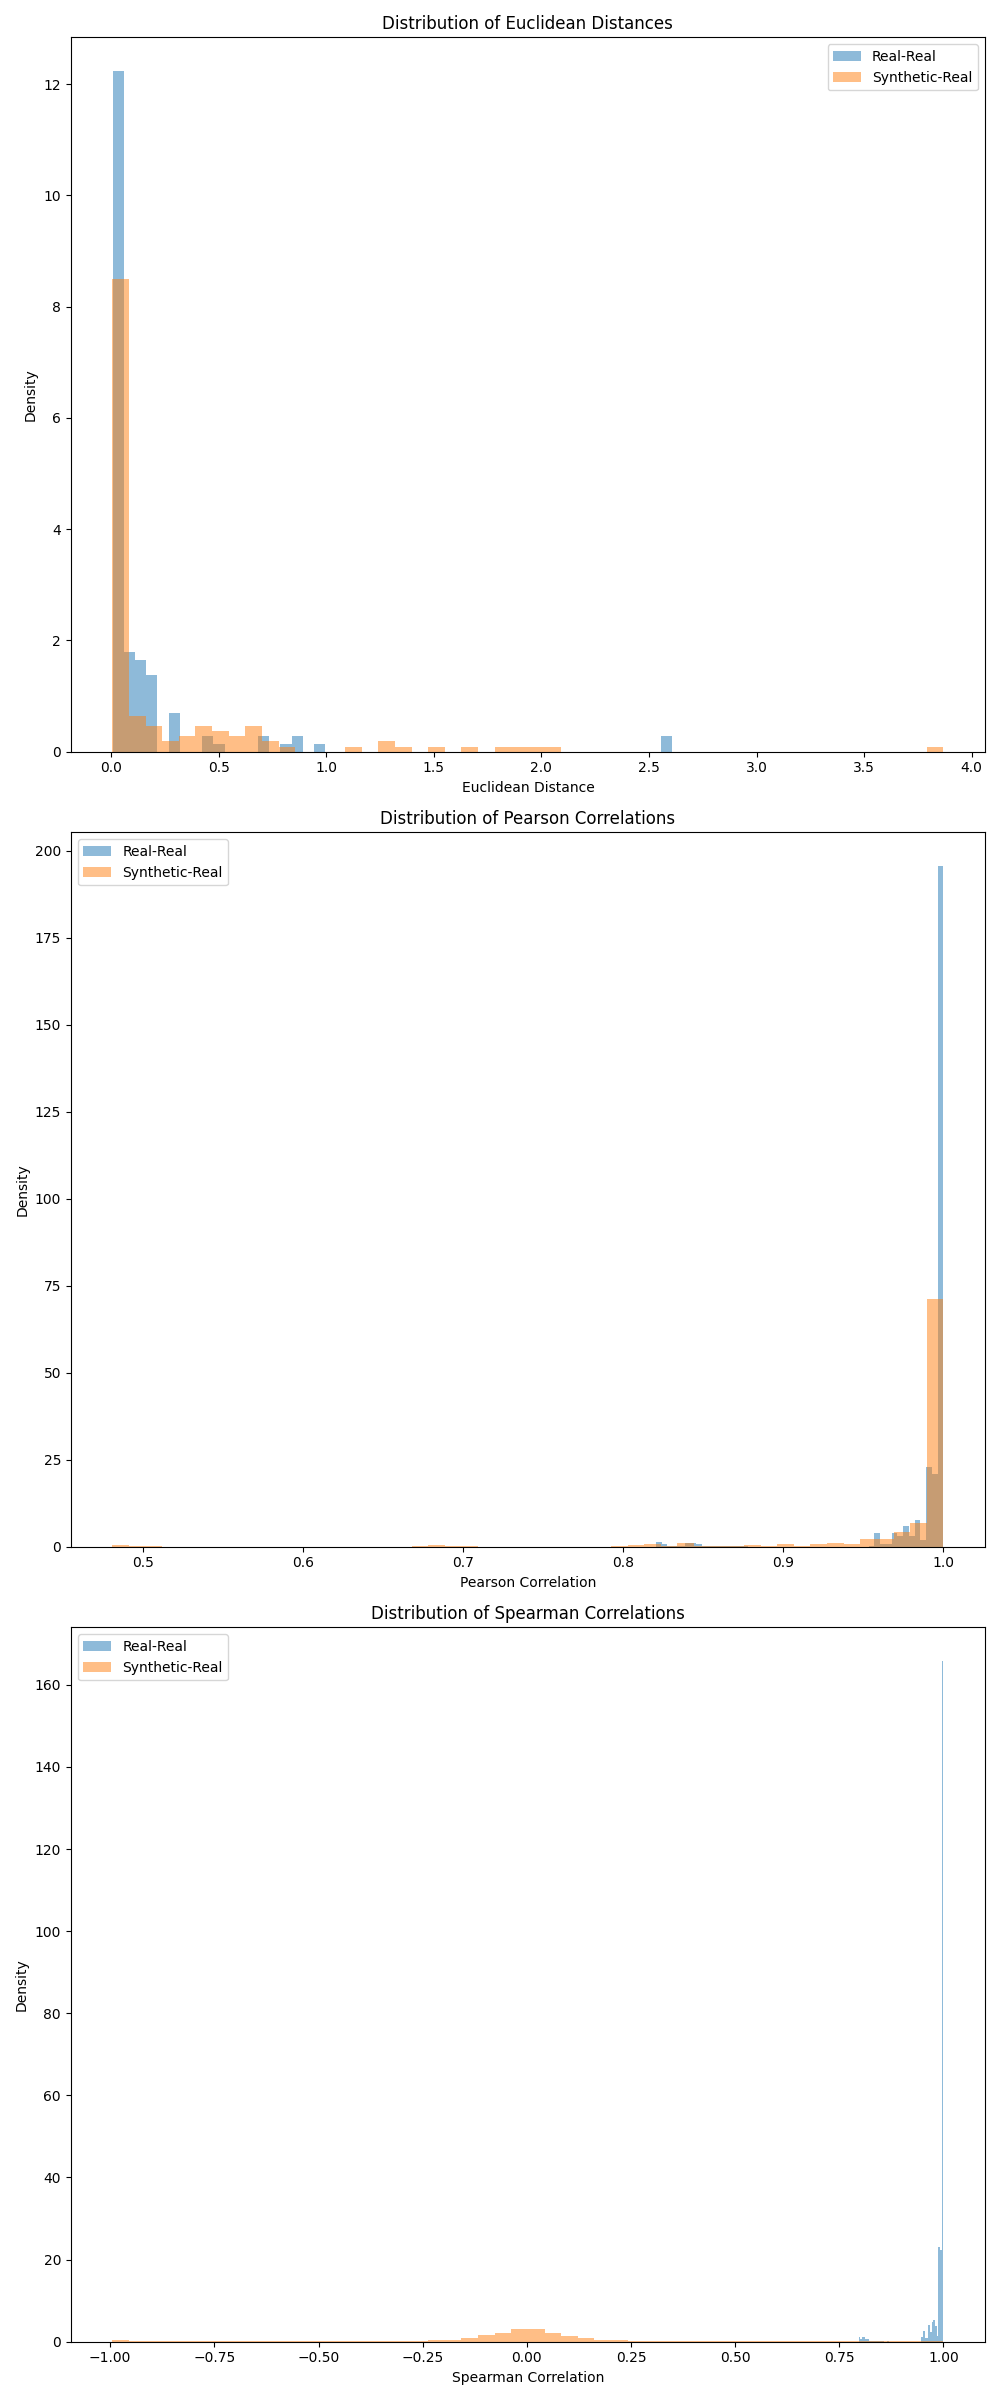 Distribution of Euclidean Distances
Real-Real
Synthetic-Real
Density
12
10
8
6
4
2
0
0.0 0.5 1.0 1.5 2.0 2.5 3.0 3.5 4.0
Euclidean Distance
Distribution of Pearson Correlations
Real-Real
Synthetic-Real
Density
200
175
150
125
100
75
50
25
0
0.5 0.6 0.7 0.8 0.9 1.0
Pearson Correlation
Distribution of Spearman Correlations
Real-Real
Synthetic-Real
Density
160
140
120
100
80
60
40
20
0
−1.00 −0.75 −0.50 −0.25 0.00 0.25 0.50 0.75 1.00
Spearman Correlation